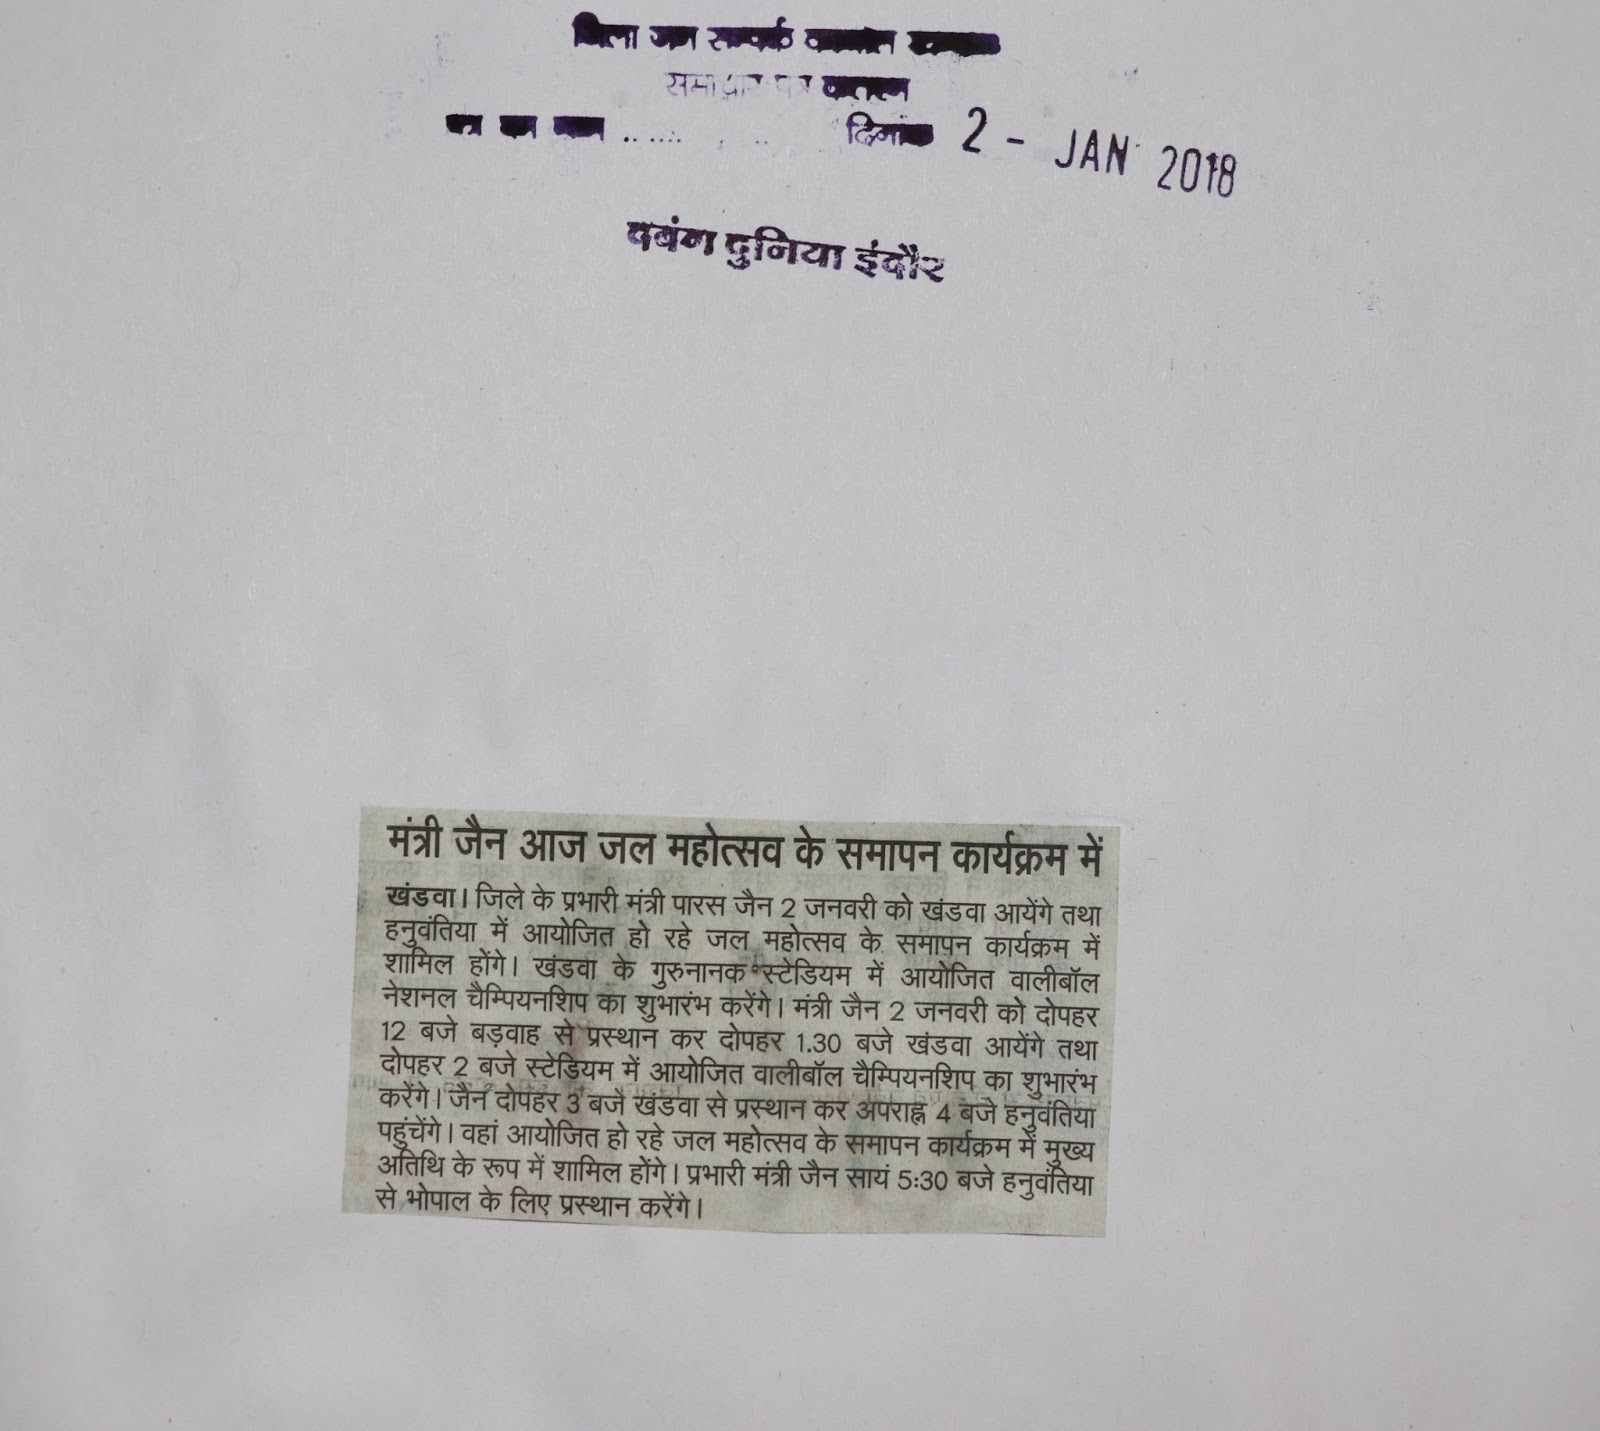 जिला जन सम्पर्क
समाचार पत्र कतरन
दिनांक 2 - JAN 2018
दबंग दुनिया इंदौर
मंत्री जैन आज जल महोत्सव के समापन कार्यक्रम में
खंडवा। जिले के प्रभारी मंत्री पारस जैन 2 जनवरी को खंडवा आयेंगे तथा
हनुवंतिया में आयोजित हो रहे जल महोत्सव के समापन कार्यक्रम में
शामिल होंगे। खंडवा के गुरुनानक स्टेडियम में आयोजित वालीबॉल
नेशनल चैम्पियनशिप का शुभारंभ करेंगे। मंत्री जैन 2 जनवरी को दोपहर
12 बजे बड़वाह से प्रस्थान कर दोपहर 1.30 बजे खंडवा आयेंगे तथा
दोपहर 2 बजे स्टेडियम में आयोजित वालीबॉल चैम्पियनशिप का शुभारंभ
करेंगे। जैन दोपहर 3 बजे खंडवा से प्रस्थान कर अपराह्न 4 बजे हनुवंतिया
पहुंचेंगे। वहां आयोजित हो रहे जल महोत्सव के समापन कार्यक्रम में मुख्य
अतिथि के रूप में शामिल होंगे। प्रभारी मंत्री जैन सायं 5:30 बजे हनुवंतिया
से भोपाल के लिए प्रस्थान करेंगे।